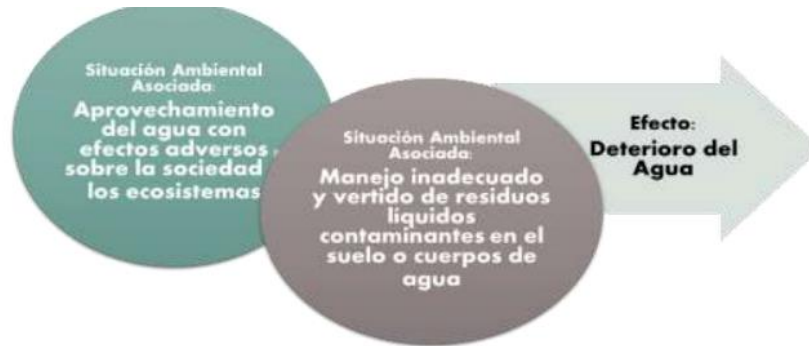 Situación Ambiental
Asociada:
Aprovechamiento
del agua con
efectos adversos
sobre la sociedad
los ecosistemas
Situación Ambiental
Asociada:
Manejo inadecuado
y vertido de residuos
líquidos
contaminantes en el
suelo o cuerpos de
agua
Efecto:
Deterioro del
Agua